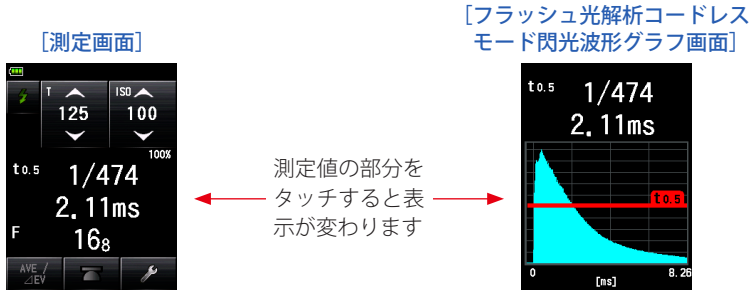 [測定画面]
T
125
ISO
100
100%
t0.5
1/474
2.11ms
F
168
AVE /
⊿EV
測定値の部分を
タッチすると表
示が変わります
[フラッシュ光解析コードレス
モード閃光波形グラフ画面]
t0.5
1/474
2.11ms
t0.5
0
8.26
[ms]